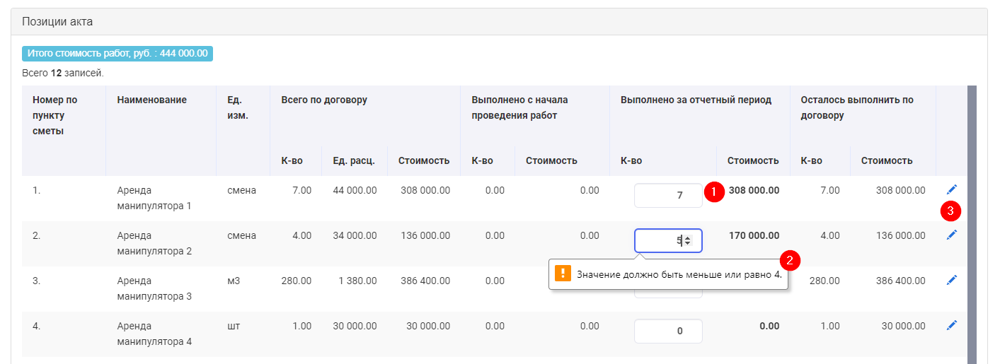 Позиции акта
Итого стоимость работ, руб. : 444 000.00
Всего 12 записей.
Номер по пункту сметы Наименование Ед. изм. Всего по договору Выполнено с начала проведения работ Выполнено за отчетный период Осталось выполнить по договору
К-во Ед. расц. Стоимость К-во Стоимость К-во Стоимость К-во Стоимость
1. Аренда манипулятора 1 смена 7.00 44 000.00 308 000.00 0.00 0.00 7 1 308 000.00 7.00 308 000.00
3
2. Аренда манипулятора 2 смена 4.00 34 000.00 136 000.00 0.00 0.00 5 170 000.00 4.00 136 000.00
2
Значение должно быть меньше или равно 4.
3. Аренда манипулятора 3 м3 280.00 1 380.00 386 400.00 0.00 280.00 386 400.00
4. Аренда манипулятора 4 шт 1.00 30 000.00 30 000.00 0.00 0.00 0 0.00 1.00 30 000.00